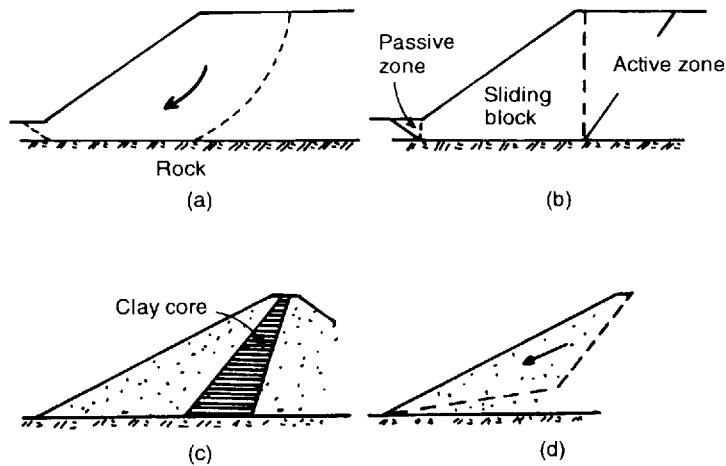 Passive
zone
Active zone
Sliding
block
Rock
(a)
(b)
Clay core
(c)
(d)